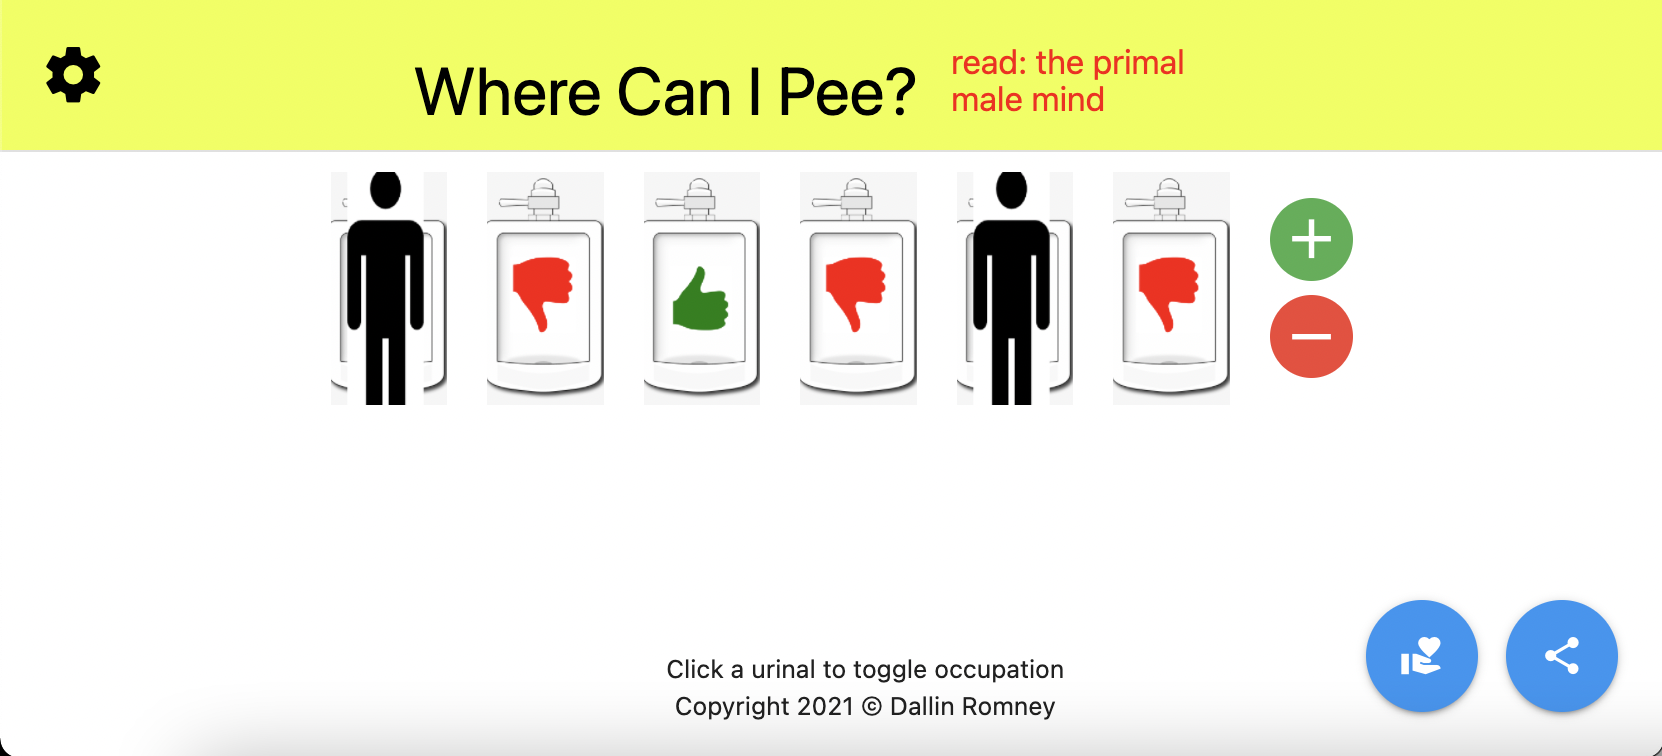 Where Can I Pee?
read: the primal
male mind
Click a urinal to toggle occupation
Copyright 2021 © Dallin Romney